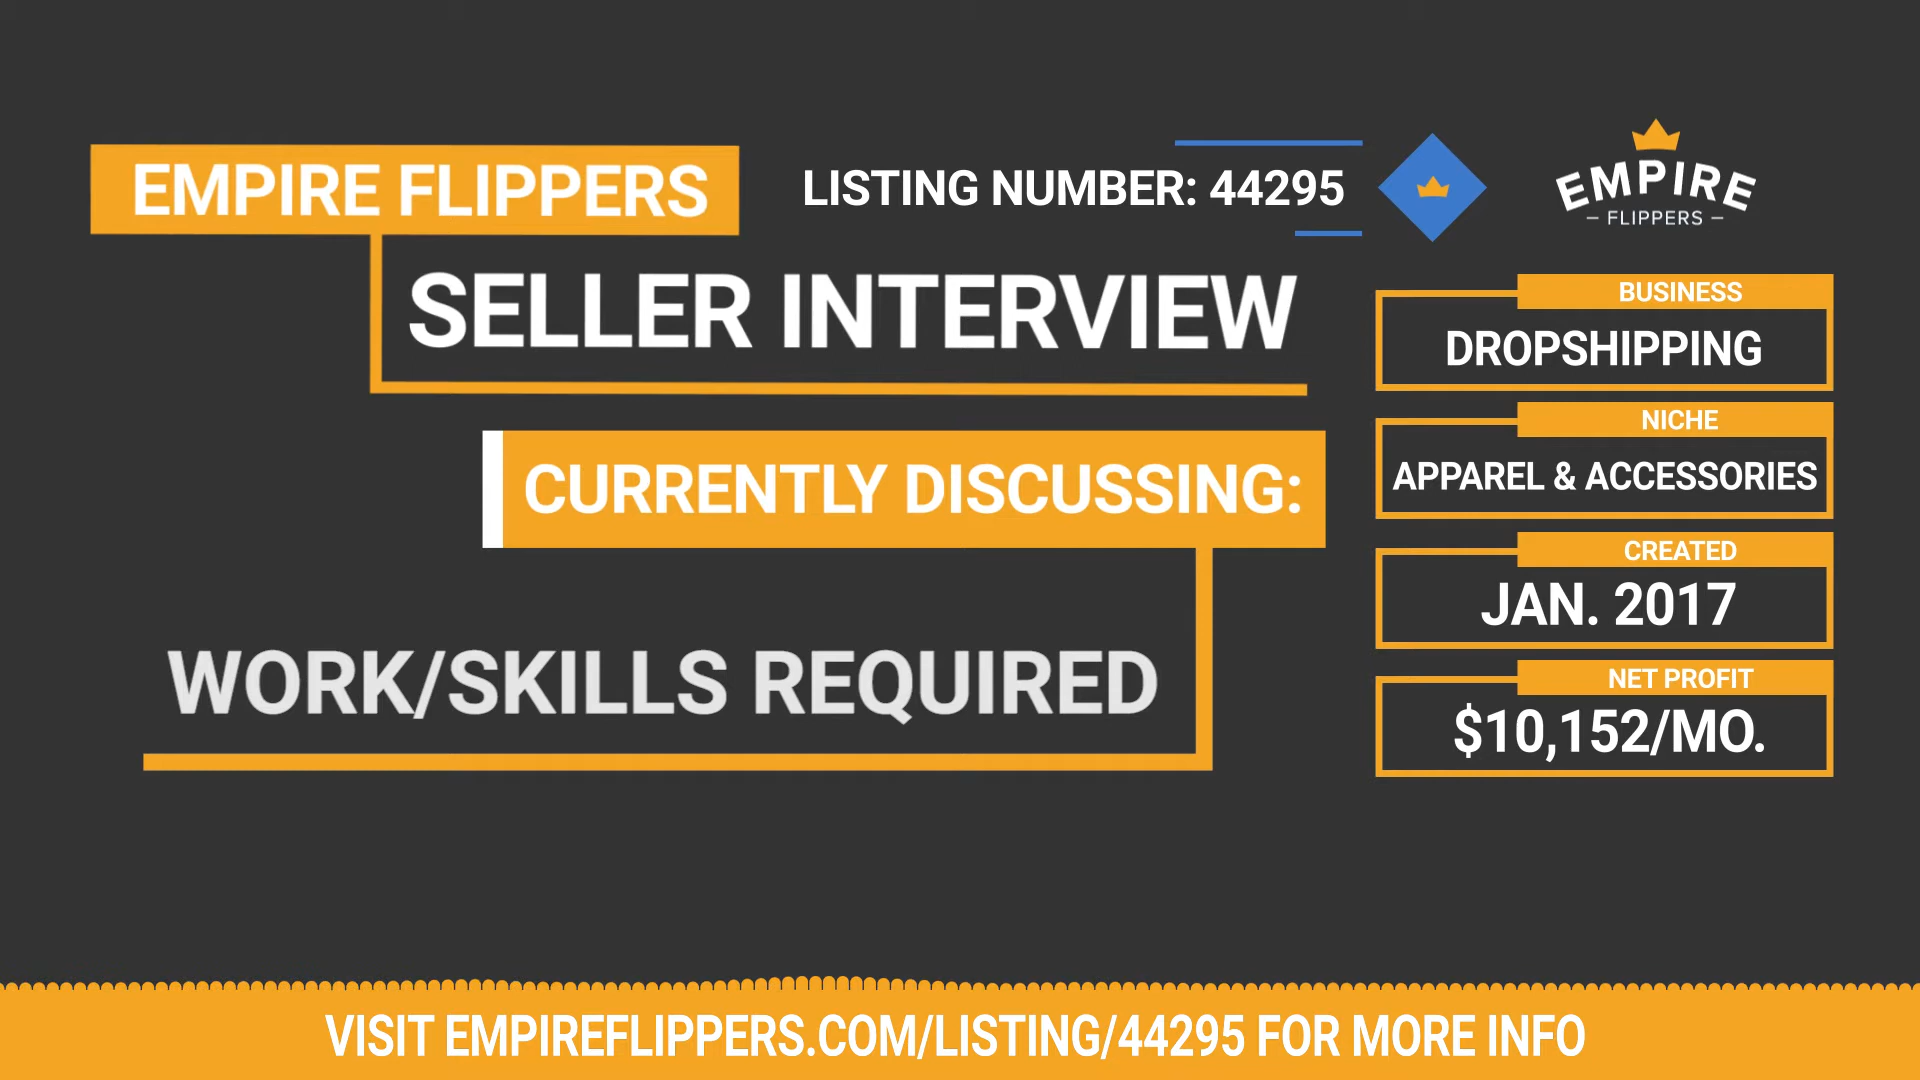 EMPIRE FLIPPERS
LISTING NUMBER: 44295
EMPIRE
FLIPPERS
SELLER INTERVIEW
CURRENTLY DISCUSSING:
WORK/SKILLS REQUIRED
BUSINESS
DROPSHIPPING
NICHE
APPAREL & ACCESSORIES
CREATED
JAN. 2017
NET PROFIT
$10,152/MO.
VISIT EMPIREFLIPPERS.COM/LISTING/44295 FOR MORE INFO